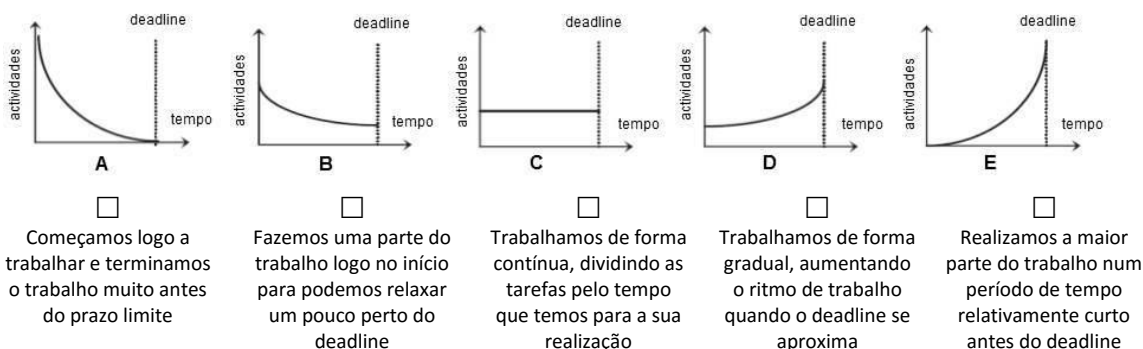 deadline
actividades
tempo
A
deadline
actividades
tempo
B
deadline
actividades
tempo
C
deadline
actividades
tempo
D
deadline
actividades
tempo
E
Começamos logo a
trabalhar e terminamos
o trabalho muito antes
do prazo limite
Fazemos uma parte do
trabalho logo no início
para podemos relaxar
um pouco perto do
deadline
Trabalhamos de forma
contínua, dividindo as
tarefas pelo tempo
que temos para a sua
realização
Trabalhamos de forma
gradual, aumentando
o ritmo de trabalho
quando o deadline se
aproxima
Realizamos a maior
parte do trabalho num
período de tempo
relativamente curto
antes do deadline